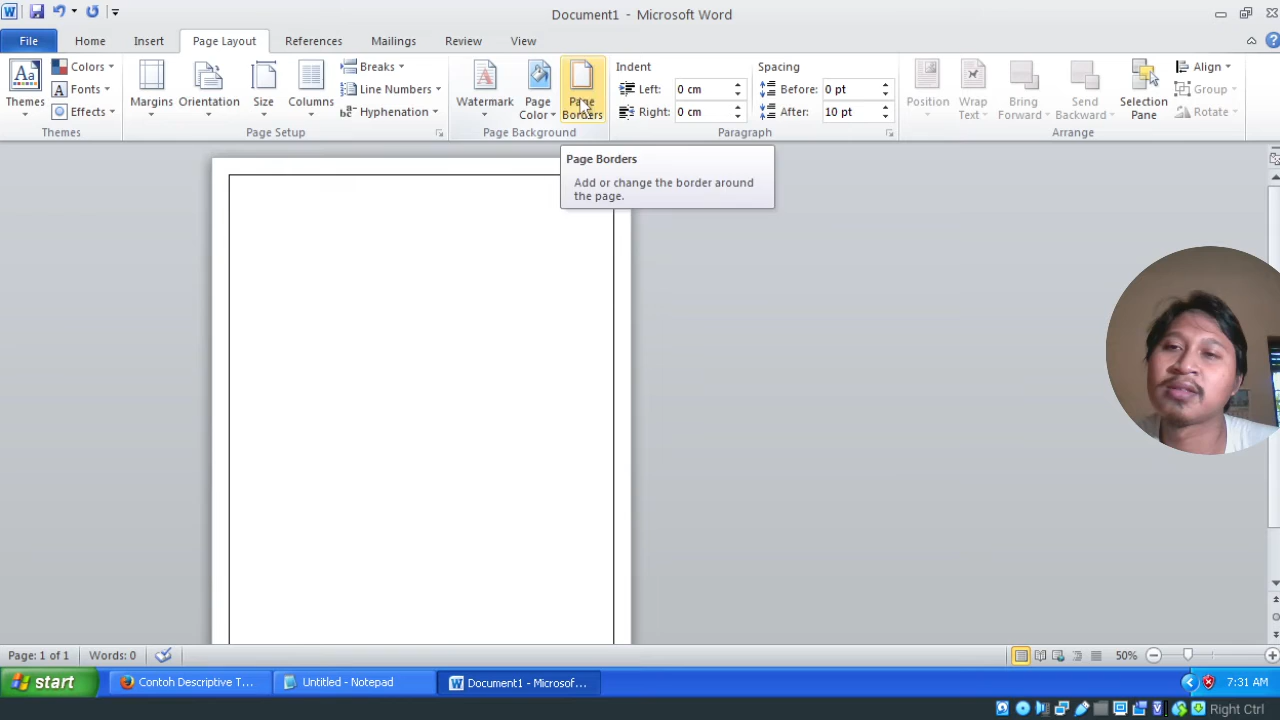 Document1 - Microsoft Word
File Home Insert Page Layout References Mailings Review View
Themes
Colors
Fonts
Effects
Themes
Margins
Orientation
Size
Columns
Breaks
Line Numbers
Hyphenation
Page Setup
Watermark
Page Color
Page Borders
Page Background
Indent
Left: 0 cm
Right: 0 cm
Spacing
Before: 0 pt
After: 10 pt
Paragraph
Position
Wrap Text
Bring Forward
Send Backward
Selection Pane
Align
Group
Rotate
Arrange
Page Borders
Add or change the border around
the page.
Page: 1 of 1 Words: 0 50%
start Contoh Descriptive T... Untitled - Notepad Document1 - Microsof... 7:31 AM
Right Ctrl